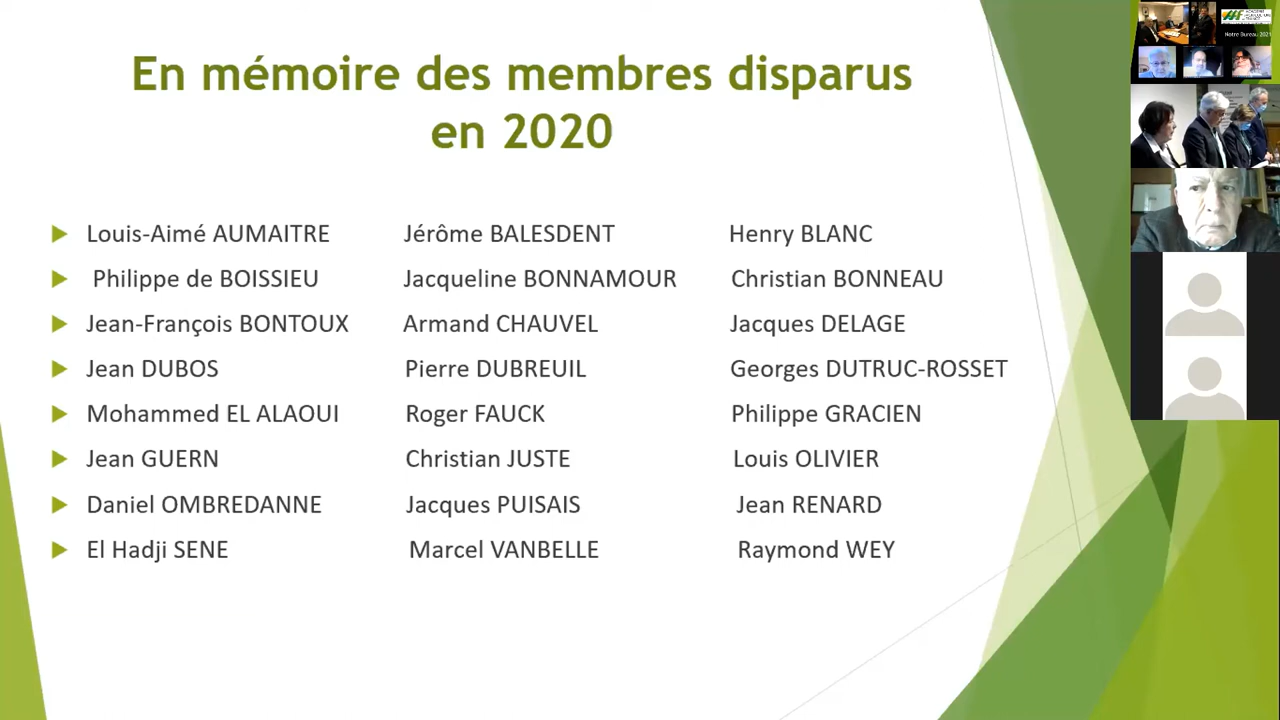 En mémoire des membres disparus
en 2020
Louis-Aimé AUMAITRE Jérôme BALESDENT Henry BLANC
Philippe de BOISSIEU Jacqueline BONNAMOUR Christian BONNEAU
Jean-François BONTOUX Armand CHAUVEL Jacques DELAGE
Jean DUBOS Pierre DUBREUIL Georges DUTRUC-ROSSET
Mohammed EL ALAOUI Roger FAUCK Philippe GRACIEN
Jean GUERN Christian JUSTE Louis OLIVIER
Daniel OMBREDANNE Jacques PUISAIS Jean RENARD
El Hadji SENE Marcel VANBELLE Raymond WEY
Notre Bureau 2021